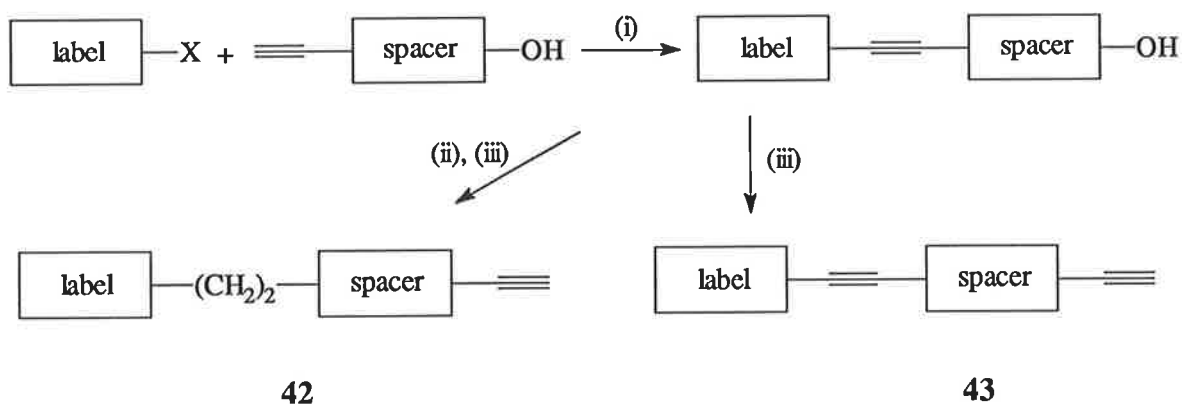 label —X + ≡ spacer —OH (i) label ≡ spacer —OH
(ii), (iii) (iii)
label —(CH₂)₂— spacer ≡ label ≡ spacer ≡
42 43